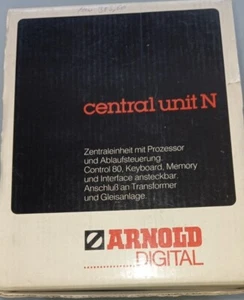 central unit N
Zentraleinheit mit Prozessor
und Ablaufsteuerung.
Control 80, Keyboard, Memory
und Interface ansteckbar.
Anschluß an Transformer
und Gleisanlage.
ARNOLD
DIGITAL